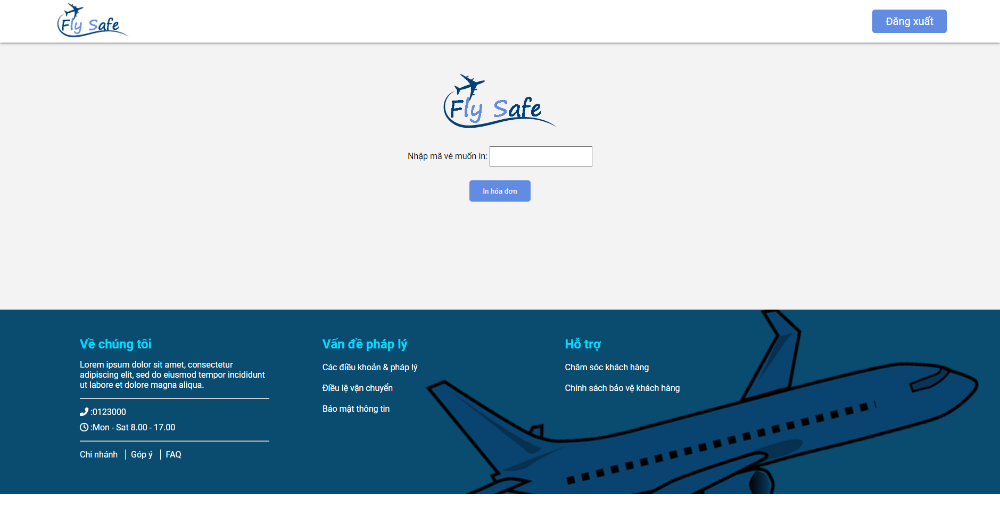 Fly Safe
Đăng xuất
Fly Safe
Nhập mã vé muốn in:
In hóa đơn
Về chúng tôi
Lorem ipsum dolor sit amet, consectetur
adipiscing elit, sed do eiusmod tempor incididunt
ut labore et dolore magna aliqua.
:0123000
:Mon - Sat 8.00 - 17.00
Chi nhánh
Góp ý
FAQ
Vấn đề pháp lý
Các điều khoản & pháp lý
Điều lệ vận chuyển
Bảo mật thông tin
Hỗ trợ
Chăm sóc khách hàng
Chính sách bảo vệ khách hàng